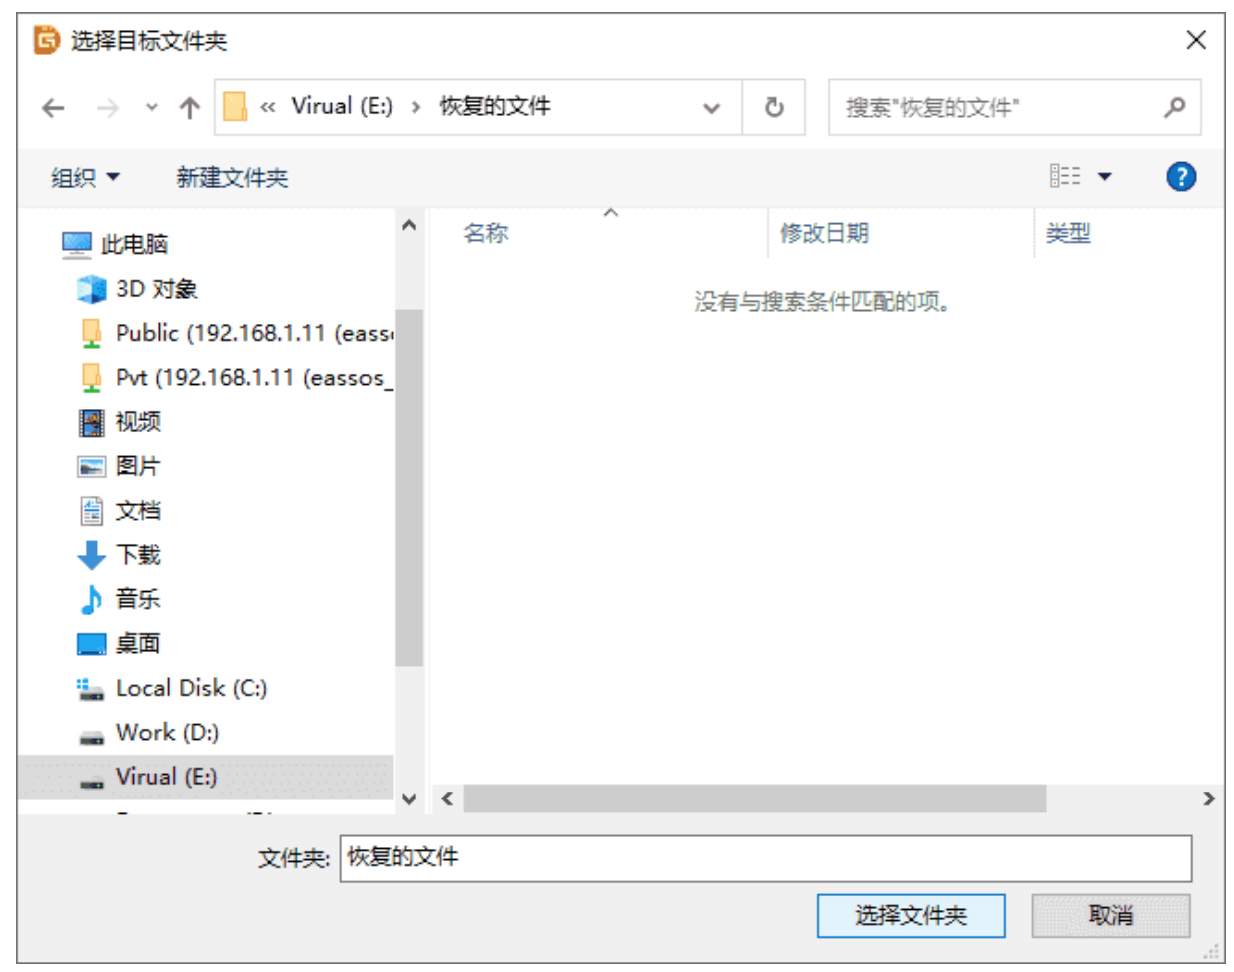 选择目标文件夹
« Virual (E:) › 恢复的文件
搜索"恢复的文件"
组织 新建文件夹
?
名称 修改日期 类型
没有与搜索条件匹配的项。
此电脑
3D 对象
Public (192.168.1.11 (easso
Pvt (192.168.1.11 (eassos_
视频
图片
文档
下载
音乐
桌面
Local Disk (C:)
Work (D:)
Virual (E:)
文件夹: 恢复的文件
选择文件夹 取消